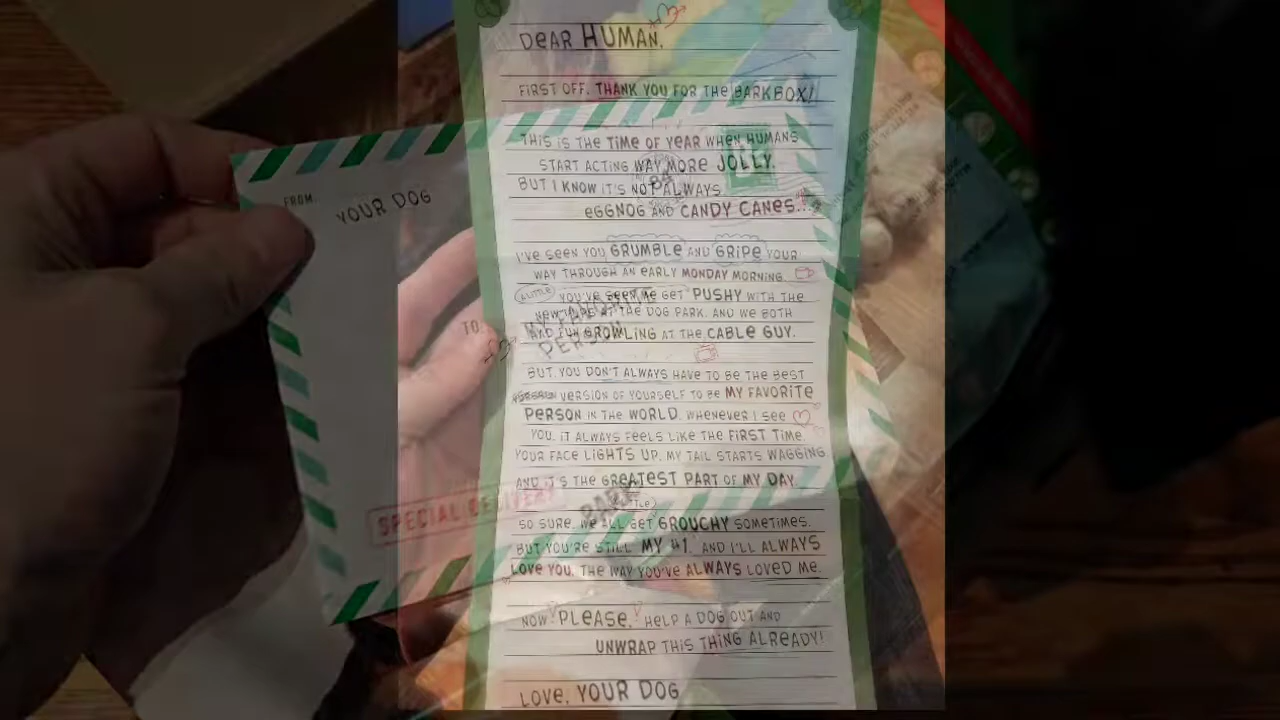 DEAR HUMAN,
FIRST OFF, THANK YOU FOR THE BARKBOX!
THIS IS THE TIME OF YEAR WHEN HUMANS
START ACTING WAY MORE JOLLY.
BUT I KNOW IT'S NOT ALWAYS
EGGNOG AND CANDY CANES...
I'VE SEEN YOU GRUMBLE AND GRIPE YOUR
WAY THROUGH AN EARLY MONDAY MORNING.
A LITTLE
YOU'VE SEEN ME GET PUSHY WITH THE
NEW PUPS AT THE DOG PARK. AND WE BOTH
AND FUN GROWLING AT THE CABLE GUY.
BUT YOU DON'T ALWAYS HAVE TO BE THE BEST
VERSION OF YOURSELF TO BE MY FAVORITE
PERSON IN THE WORLD. WHENEVER I SEE
YOU, IT ALWAYS FEELS LIKE THE FIRST TIME.
YOUR FACE LIGHTS UP, MY TAIL STARTS WAGGING
AND IT'S THE GREATEST PART OF MY DAY.
SO SURE, WE ALL GET GROUCHY SOMETIMES.
BUT YOU'RE STILL MY #1, AND I'LL ALWAYS
LOVE YOU, THE WAY YOU'VE ALWAYS LOVED ME.
NOW PLEASE, HELP A DOG OUT AND
UNWRAP THIS THING ALREADY!
LOVE, YOUR DOG
FROM
YOUR DOG
TO:
MY FAVORITE
PERSON
SPECIAL DELIVERY
BARK